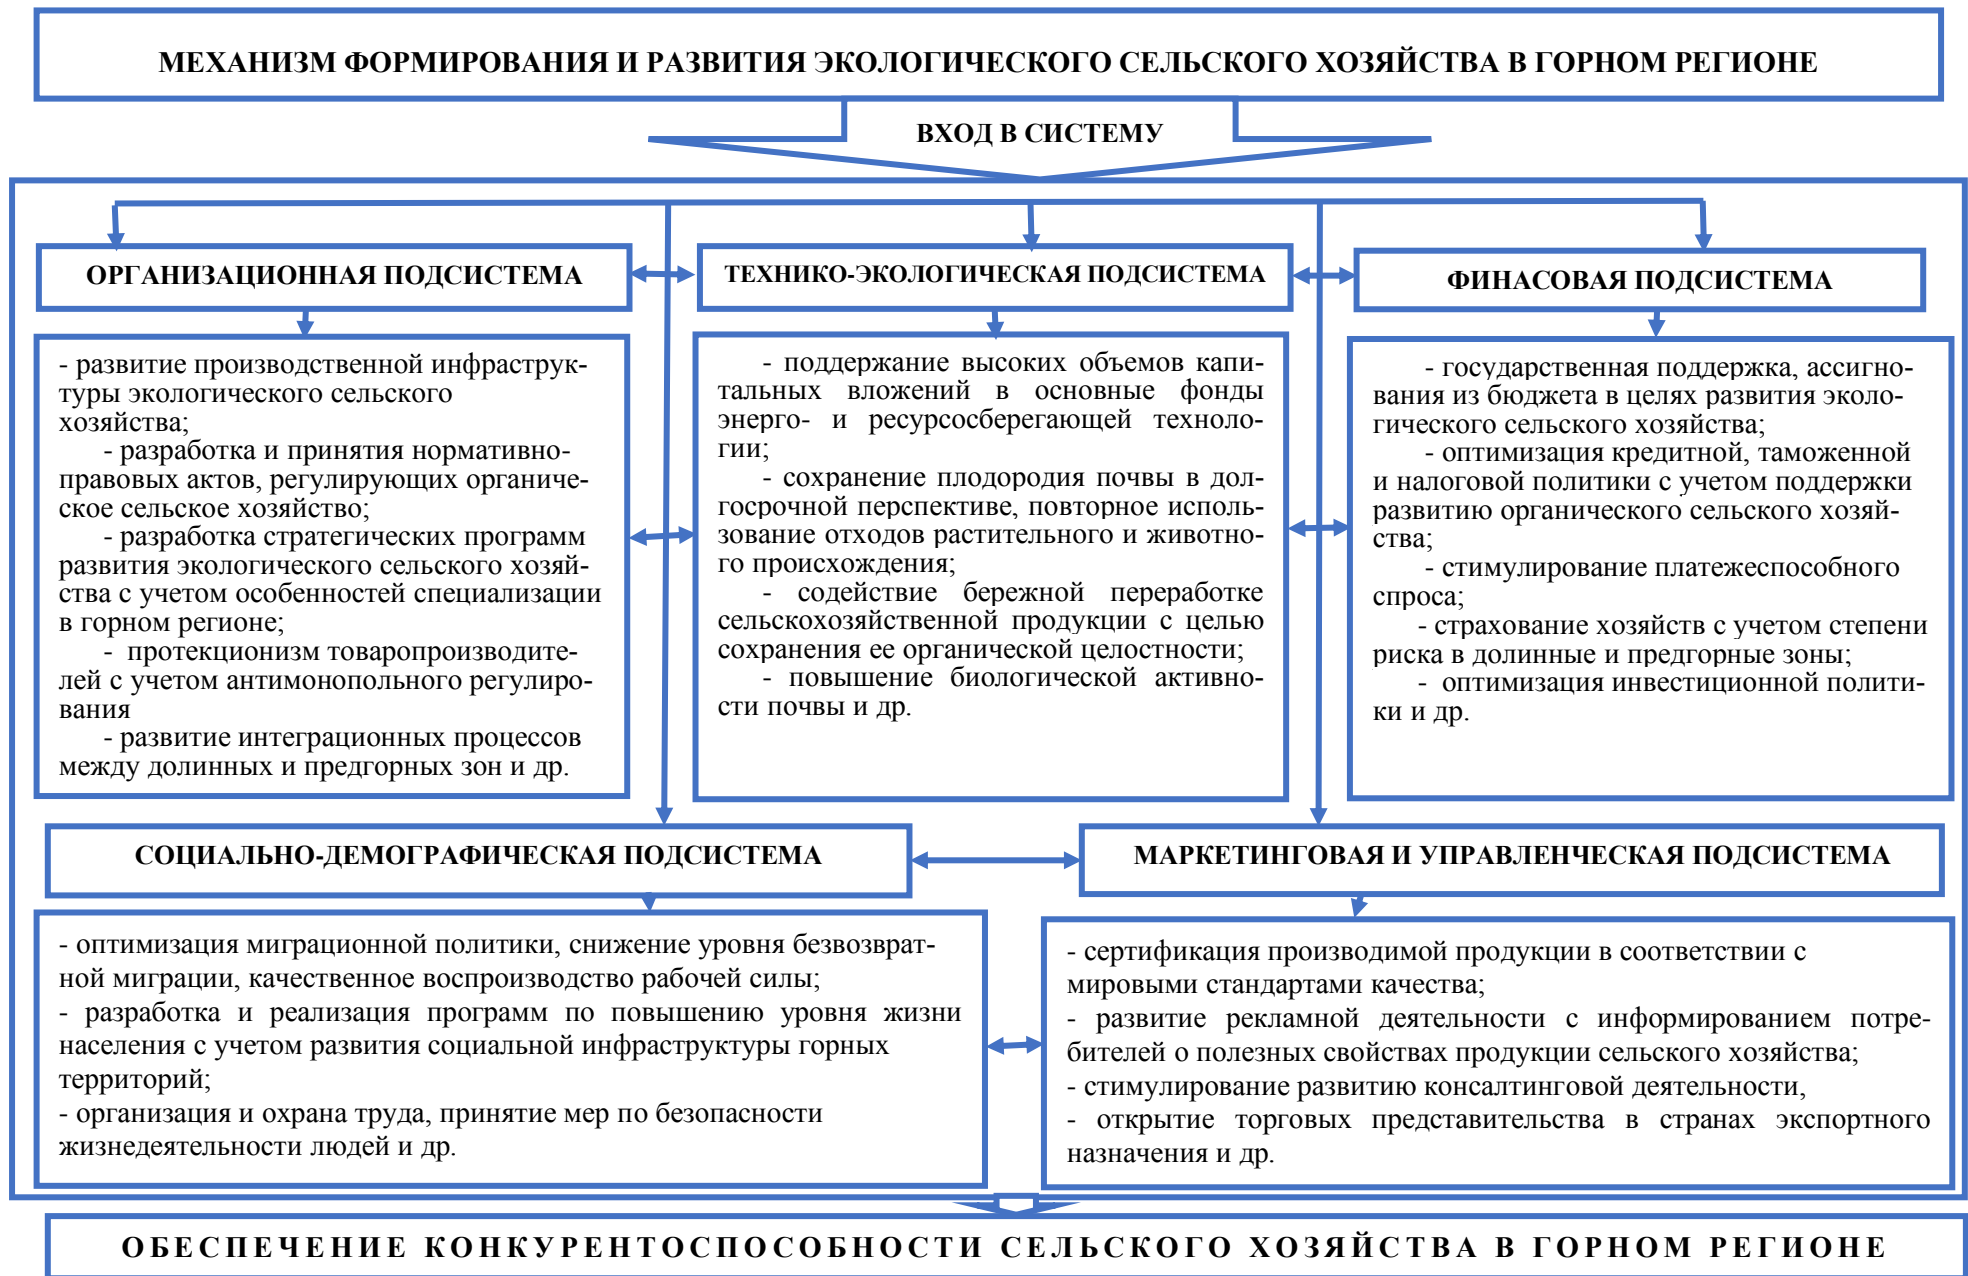 МЕХАНИЗМ ФОРМИРОВАНИЯ И РАЗВИТИЯ ЭКОЛОГИЧЕСКОГО СЕЛЬСКОГО ХОЗЯЙСТВА В ГОРНОМ РЕГИОНЕ
ВХОД В СИСТЕМУ
ОРГАНИЗАЦИОННАЯ ПОДСИСТЕМА
- развитие производственной инфраструк-
туры экологического сельского
хозяйства;
- разработка и принятия нормативно-
правовых актов, регулирующих органиче-
ское сельское хозяйство;
- разработка стратегических программ
развития экологического сельского хозяй-
ства с учетом особенностей специализации
в горном регионе;
- протекционизм товаропроизводите-
лей с учетом антимонопольного регулиро-
вания
- развитие интеграционных процессов
между долинных и предгорных зон и др.
ТЕХНИКО-ЭКОЛОГИЧЕСКАЯ ПОДСИСТЕМА
- поддержание высоких объемов капи-
тальных вложений в основные фонды
энерго- и ресурсосберегающей техноло-
гии;
- сохранение плодородия почвы в дол-
госрочной перспективе, повторное исполь-
зование отходов растительного и животно-
го происхождения;
- содействие бережной переработке
сельскохозяйственной продукции с целью
сохранения ее органической целостности;
- повышение биологической активно-
сти почвы и др.
ФИНАСОВАЯ ПОДСИСТЕМА
- государственная поддержка, ассигно-
вания из бюджета в целях развития эколо-
гического сельского хозяйства;
- оптимизация кредитной, таможенной
и налоговой политики с учетом поддержки
развитию органического сельского хозяй-
ства;
- стимулирование платежеспособного
спроса;
- страхование хозяйств с учетом степени
риска в долинные и предгорные зоны;
- оптимизация инвестиционной полити-
ки и др.
СОЦИАЛЬНО-ДЕМОГРАФИЧЕСКАЯ ПОДСИСТЕМА
- оптимизация миграционной политики, снижение уровня безвозврат-
ной миграции, качественное воспроизводство рабочей силы;
- разработка и реализация программ по повышению уровня жизни
населения с учетом развития социальной инфраструктуры горных
территорий;
- организация и охрана труда, принятие мер по безопасности
жизнедеятельности людей и др.
МАРКЕТИНГОВАЯ И УПРАВЛЕНЧЕСКАЯ ПОДСИСТЕМА
- сертификация производимой продукции в соответствии с
мировыми стандартами качества;
- развитие рекламной деятельности с информированием потре-
бителей о полезных свойствах продукции сельского хозяйства;
- стимулирование развитию консалтинговой деятельности,
- открытие торговых представительства в странах экспортного
назначения и др.
ОБЕСПЕЧЕНИЕ КОНКУРЕНТОСПОСОБНОСТИ СЕЛЬСКОГО ХОЗЯЙСТВА В ГОРНОМ РЕГИОНЕ